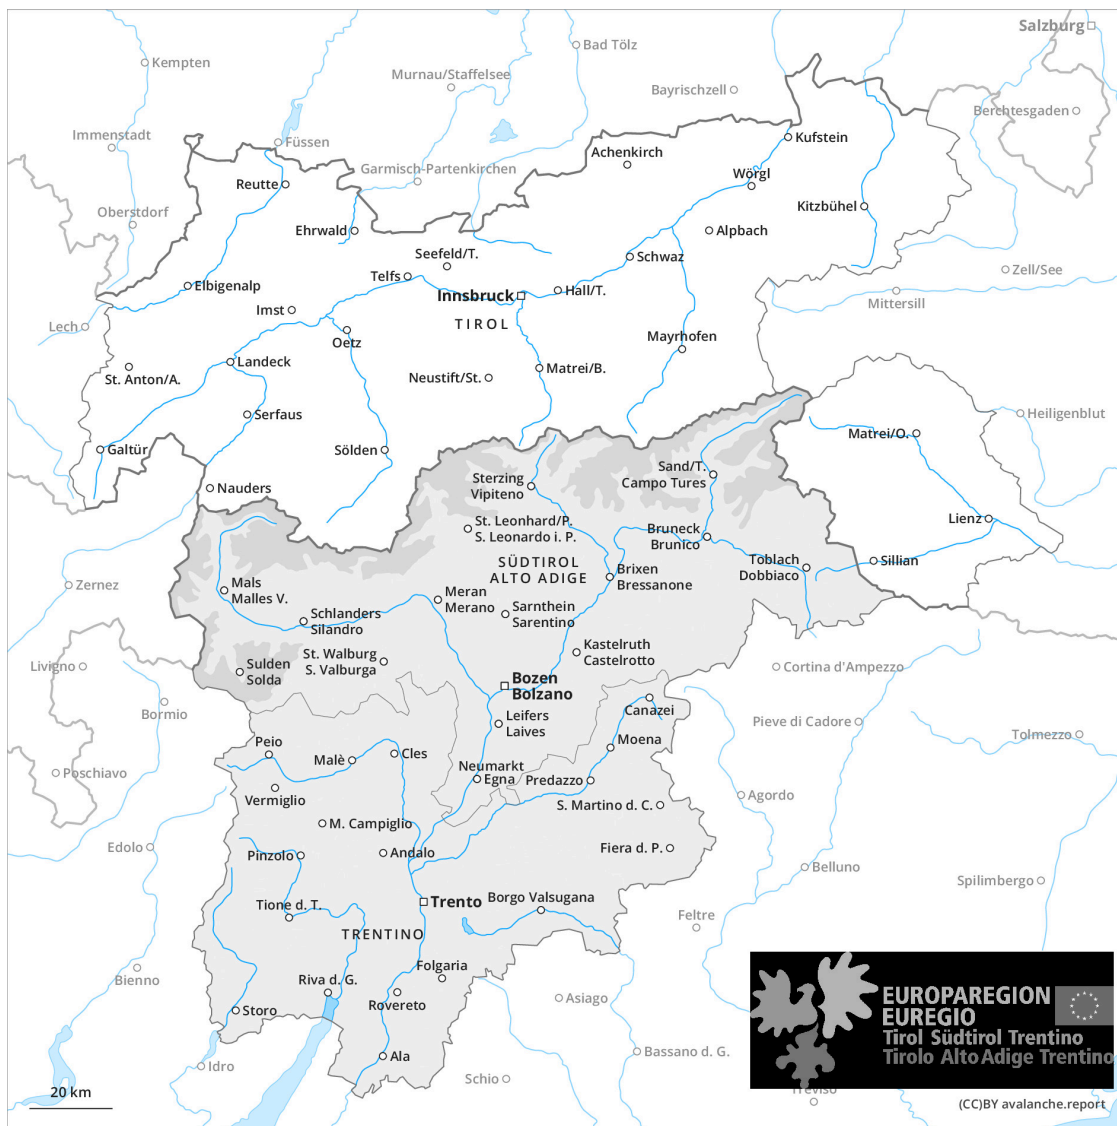 Salzburg
Bad Tölz
Kempten
Murnau/Staffelsee
Bayrischzell
Berchtesgaden
Immenstadt
Füssen
Kufstein
Achenkirch
Garmisch-Partenkirchen
Wörgl
Reutte
Kitzbühel
Oberstdorf
Ehrwald
Alpbach
Seefeld/T.
Schwaz
Zell/See
Telfs
Elbigenalp
Innsbruck
Hall/T.
Mittersill
Imst
TIROL
Lech
Oetz
Mayrhofen
Landeck
Matrei/B.
St. Anton/A.
Neustift/St.
Serfaus
Heiligenblut
Matrei/O.
Galtür
Sölden
Sand/T.
Campo Tures
Sterzing
Vipiteno
Nauders
Lienz
St. Leonhard/P.
S. Leonardo i. P.
Bruneck
Brunico
SÜDTIROL
ALTO ADIGE
Toblach
Dobbiaco
Sillian
Brixen
Bressanone
Zernez
Mals
Malles V.
Meran
Merano
Schlanders
Silandro
Sarnthein
Sarentino
St. Walburg
S. Valburga
Kastelruth
Castelrotto
Livigno
Sulden
Solda
Cortina d'Ampezzo
Bozen
Bolzano
Bormio
Canazei
Leifers
Laives
Pieve di Cadore
Tolmezzo
Peio
Malè
Cles
Moena
Poschiavo
Neumarkt
Egna
Predazzo
Vermiglio
S. Martino d. C.
Agordo
M. Campiglio
Edolo
Pinzolo
Andalo
Fiera d. P.
Belluno
Spilimbergo
Tione d. T.
Trento
Borgo Valsugana
Feltre
TRENTINO
Bienno
Folgaria
Riva d. G.
Rovereto
Storo
Asiago
EUROPAREGION
EUREGIO
Tirol Südtirol Trentino
Tirolo Alto Adige Trentino
Ala
Idro
Bassano d. G.
Schio
Treviso
20 km
(CC)BY avalanche.report